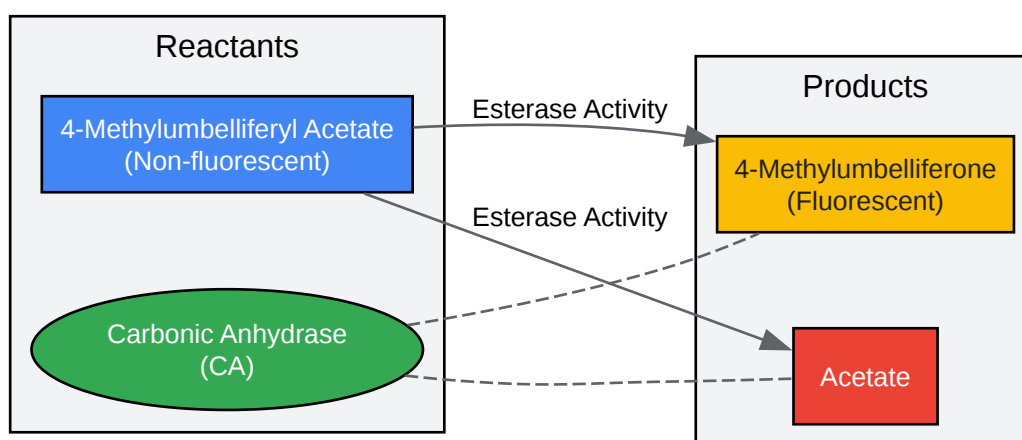 Reactants
4-Methylumbelliferyl Acetate
(Non-fluorescent)
Carbonic Anhydrase
(CA)
Esterase Activity
Esterase Activity
Products
4-Methylumbelliferone
(Fluorescent)
Acetate